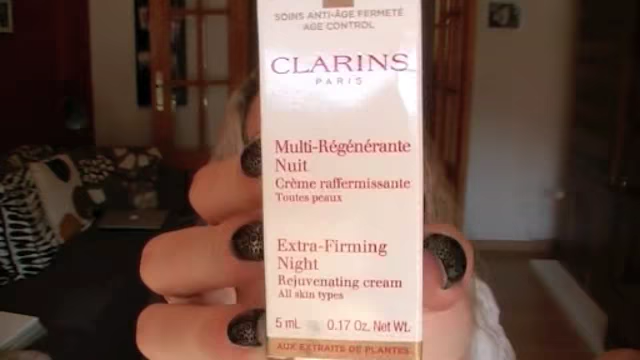 SOINS ANTI-ÂGE FERMETÉ
AGE CONTROL
CLARINS
PARIS
Multi-Régénérante
Nuit
Crème raffermissante
Toutes peaux
Extra-Firming
Night
Rejuvenating cream
All skin types
5 mL 0.17 Oz. Net Wt.
AUX EXTRAITS DE PLANTES